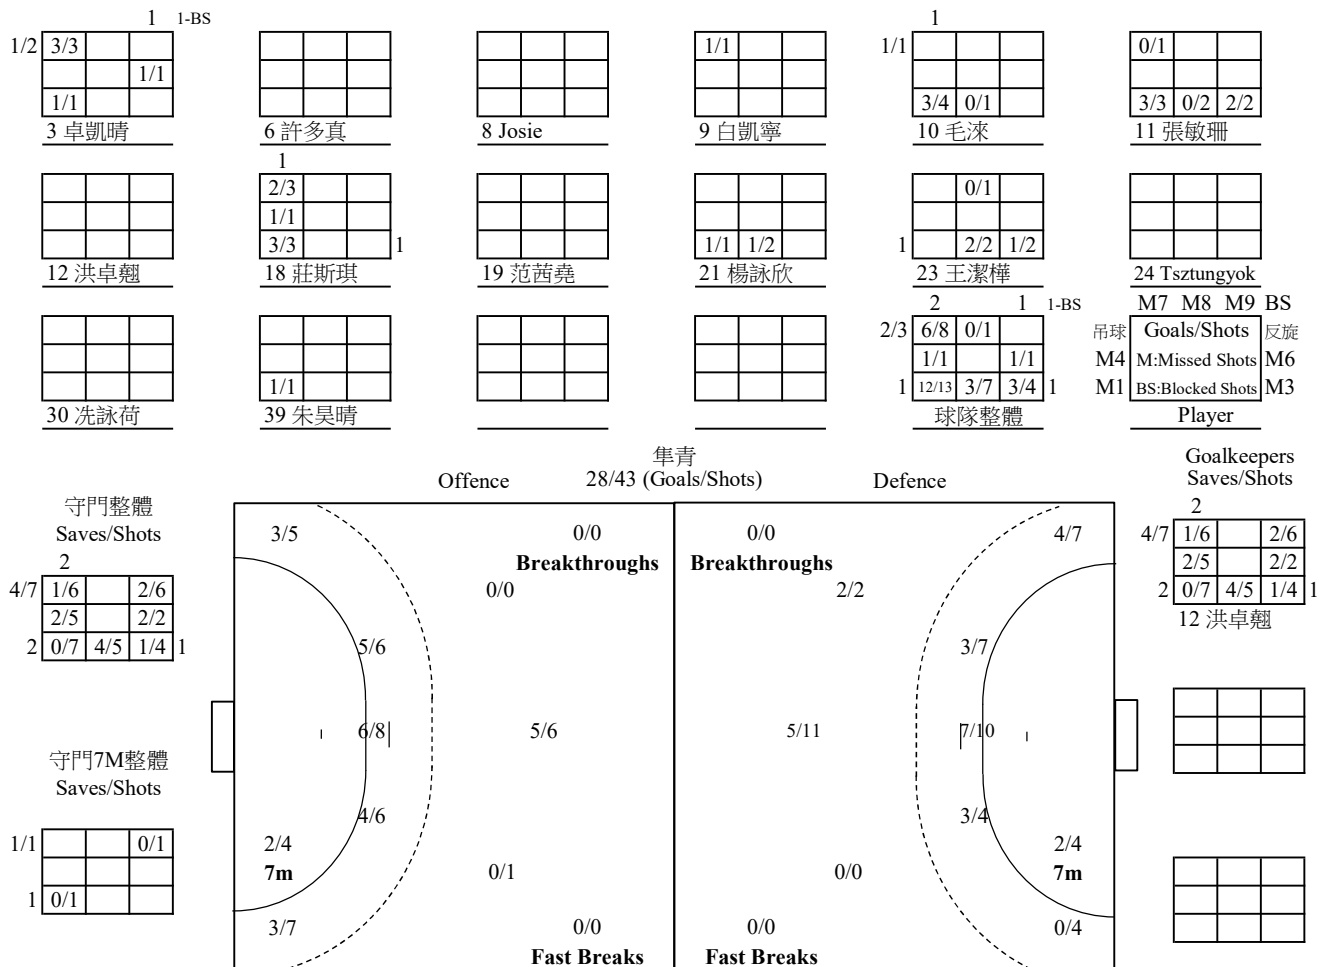 1 1-BS 1
1/2 3/3 1/1 1/1 0/1
1/1
1/1 3/4 0/1 3/3 0/2 2/2
3 卓凱晴 6 許多真 8 Josie 9 白凱寧 10 毛淶 11 張敏珊
1
2/3 0/1
1/1
3/3 1 1/1 1/2 1 2/2 1/2
12 洪卓翹 18 莊斯琪 19 范茜堯 21 楊詠欣 23 王潔樺 24 Tsztungyok
2 1 1-BS M7 M8 M9 BS
2/3 6/8 0/1 吊球 Goals/Shots 反旋
1/1 1/1 M4 M:Missed Shots M6
1/1 1 12/13 3/7 3/4 1 M1 BS:Blocked Shots M3
30 冼詠荷 39 朱昊晴 球隊整體 Player
隼青
Offence 28/43 (Goals/Shots) Defence
Goalkeepers
Saves/Shots
守門整體
Saves/Shots
2
4/7 1/6 2/6
2/5 2/2
2 0/7 4/5 1/4 1
守門7M整體
Saves/Shots
1/1 0/1
1 0/1
3/5 0/0
Breakthroughs
0/0
5/6
6/8 5/6
4/6
2/4
7m
0/1
3/7 0/0
Fast Breaks
0/0 4/7
Breakthroughs
2/2
3/7
5/11 7/10
3/4
2/4
7m
0/0
0/0 0/4
Fast Breaks
2
4/7 1/6 2/6
2/5 2/2
2 0/7 4/5 1/4 1
12 洪卓翹